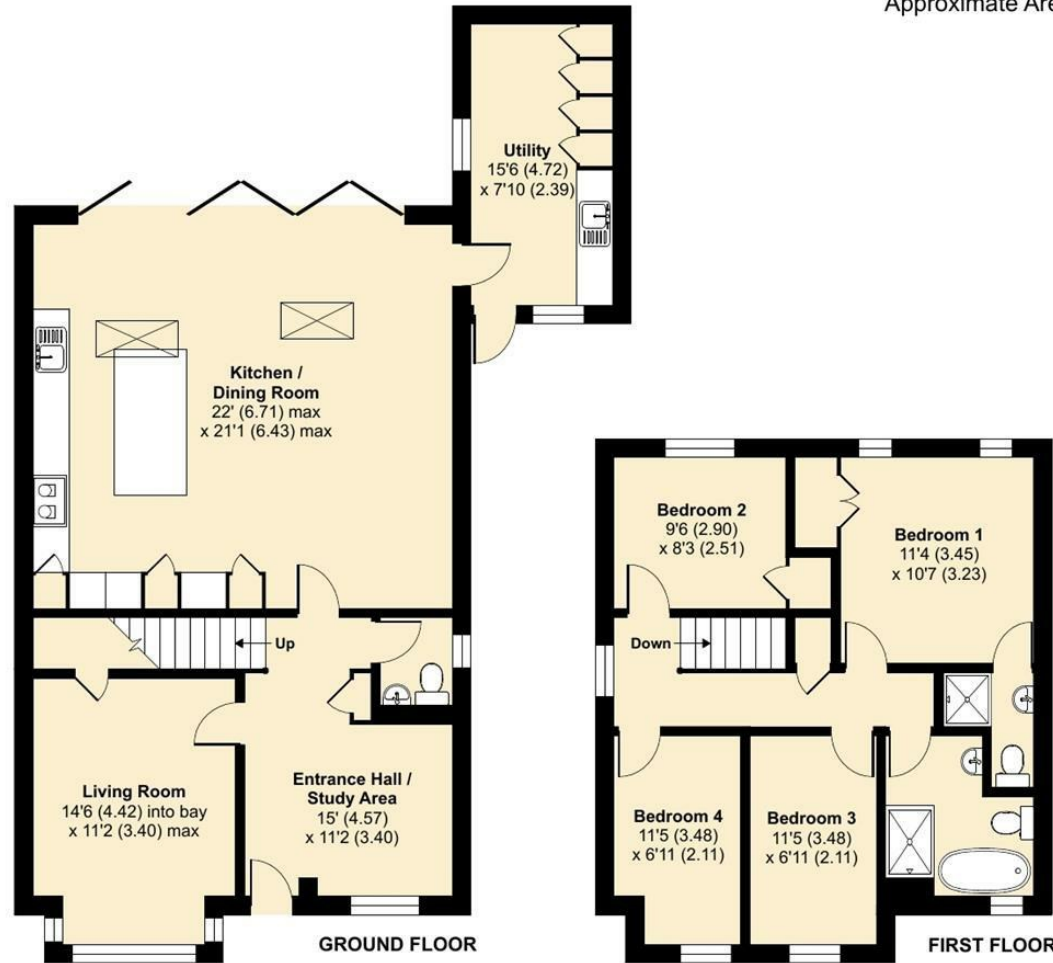 Approximate Are
Utility
15'6 (4.72)
x 7'10 (2.39)
Kitchen /
Dining Room
22' (6.71) max
x 21'1 (6.43) max
Up
Living Room
14'6 (4.42) into bay
x 11'2 (3.40) max
Entrance Hall /
Study Area
15' (4.57)
x 11'2 (3.40)
GROUND FLOOR
Bedroom 2
9'6 (2.90)
x 8'3 (2.51)
Bedroom 1
11'4 (3.45)
x 10'7 (3.23)
Down
Bedroom 4
11'5 (3.48)
x 6'11 (2.11)
Bedroom 3
11'5 (3.48)
x 6'11 (2.11)
FIRST FLOOR